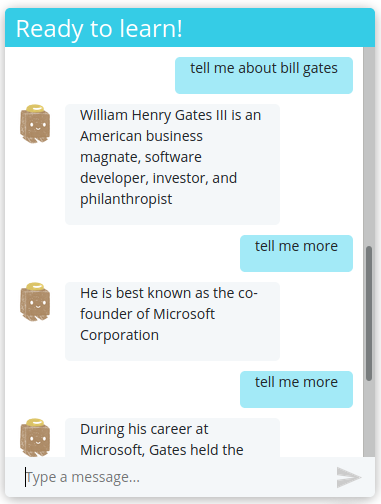 Ready to learn!
tell me about bill gates
William Henry Gates III is an
American business
magnate, software
developer, investor, and
philanthropist
tell me more
He is best known as the co-
founder of Microsoft
Corporation
tell me more
During his career at
Microsoft, Gates held the
Type a message...